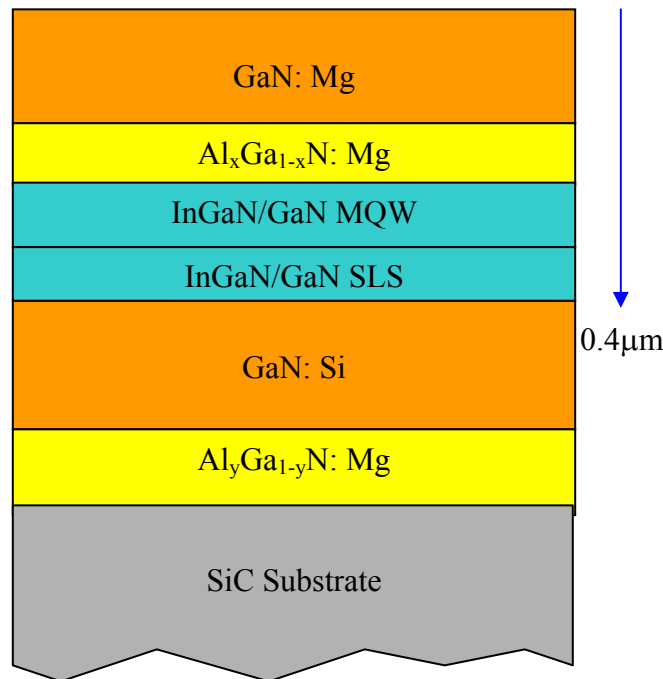 GaN: Mg
AlₓGa₁₋ₓN: Mg
InGaN/GaN MQW
InGaN/GaN SLS
0.4μm
GaN: Si
AlyGa1-yN: Mg
SiC Substrate